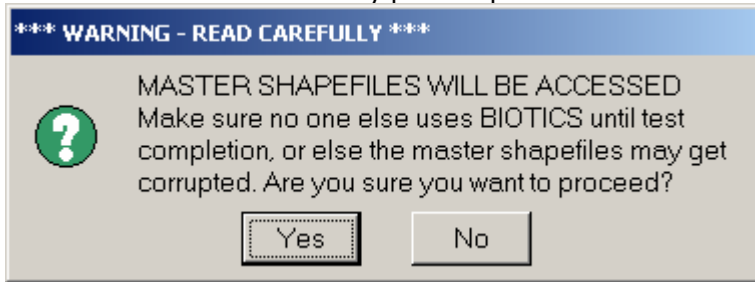 *** WARNING - READ CAREFULLY ***
MASTER SHAPEFILES WILL BE ACCESSED
Make sure no one else uses BIOTICS until test
completion, or else the master shapefiles may get
corrupted. Are you sure you want to proceed?
Yes No